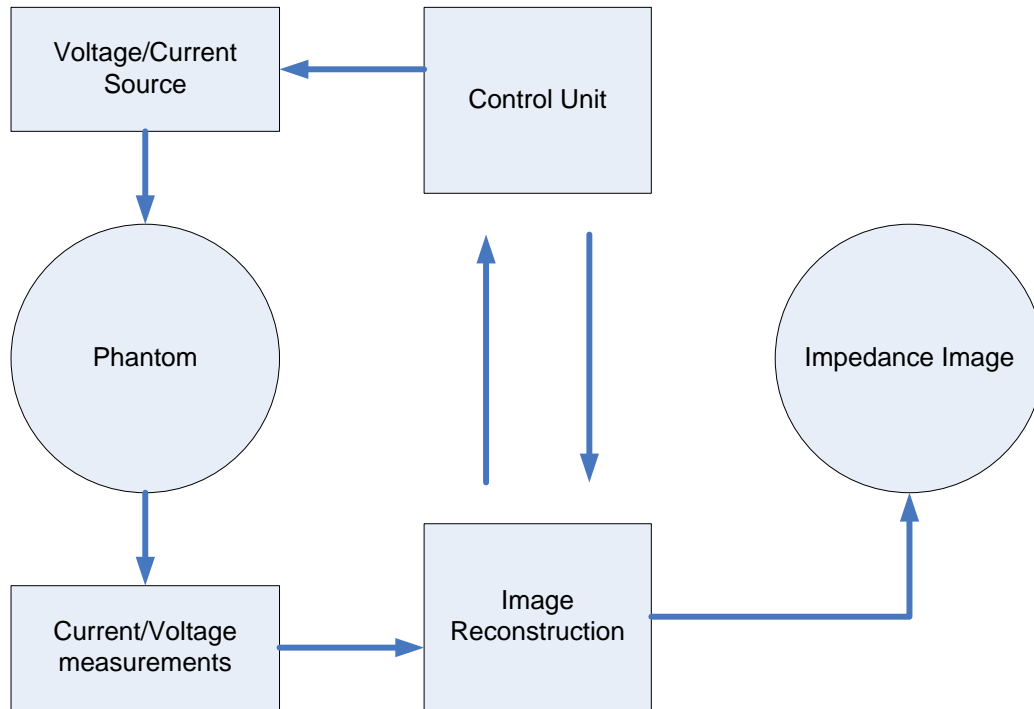 Voltage/Current
Source
Control Unit
Phantom
Impedance Image
Current/Voltage
measurements
Image
Reconstruction